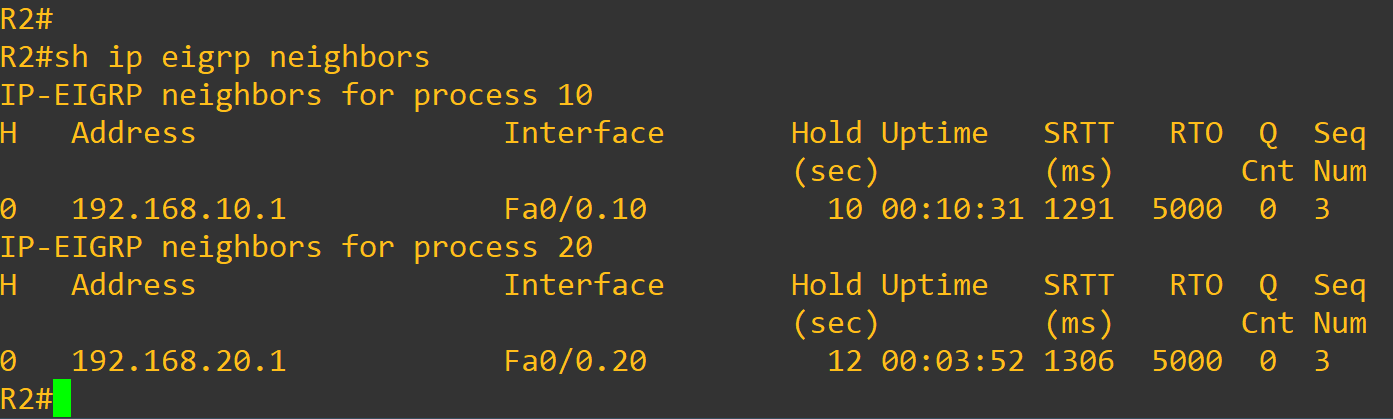 R2#
R2#sh ip eigrp neighbors
IP-EIGRP neighbors for process 10
H   Address                 Interface       Hold Uptime   SRTT   RTO  Q  Seq
                                            (sec)         (ms)       Cnt Num
0   192.168.10.1            Fa0/0.10          10 00:10:31 1291  5000  0  3
IP-EIGRP neighbors for process 20
H   Address                 Interface       Hold Uptime   SRTT   RTO  Q  Seq
                                            (sec)         (ms)       Cnt Num
0   192.168.20.1            Fa0/0.20          12 00:03:52 1306  5000  0  3
R2#